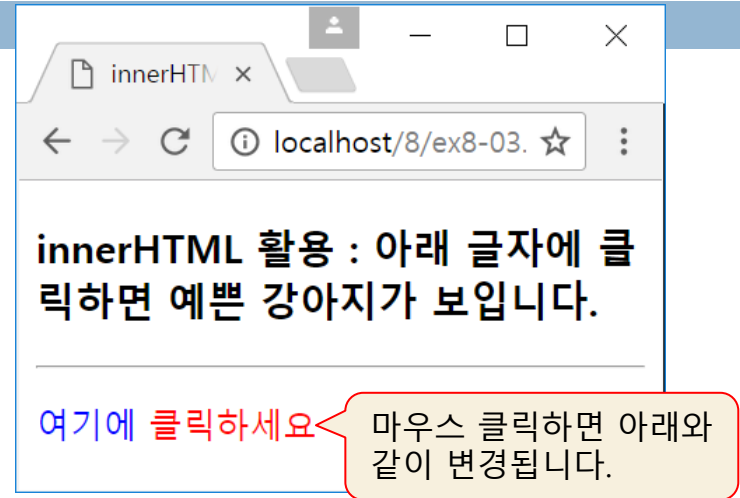 innerHTM
localhost/8/ex8-03.
innerHTML 활용 : 아래 글자에 클
릭하면 예쁜 강아지가 보입니다.
여기에 클릭하세요
마우스 클릭하면 아래와
같이 변경됩니다.